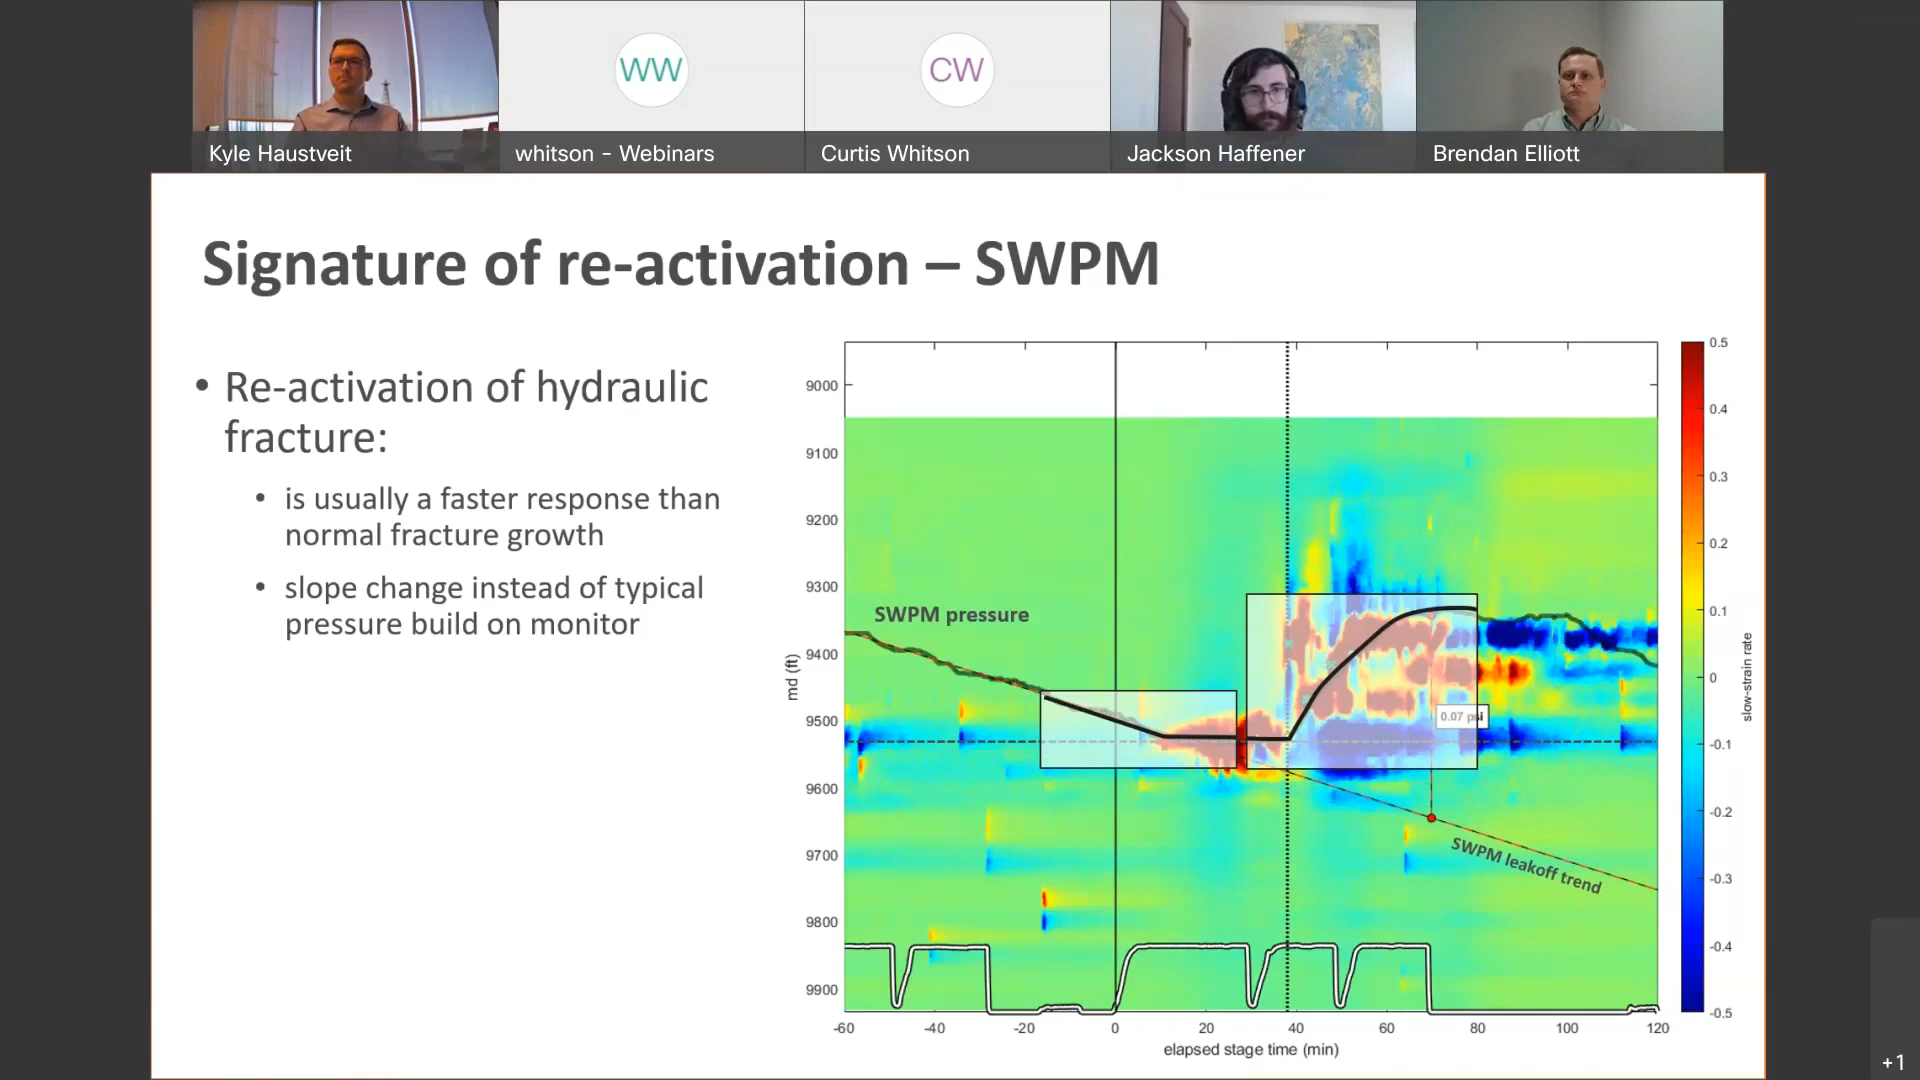 WW
CW
Kyle Haustveit
whitson - Webinars
Curtis Whitson
Jackson Haffener
Brendan Elliott
Signature of re-activation – SWPM
• Re-activation of hydraulic
fracture:
• is usually a faster response than
normal fracture growth
• slope change instead of typical
pressure build on monitor
9000
9100
9200
9300
9400
9500
9600
9700
9800
9900
md (ft)
SWPM pressure
0.07 psi
SWPM leakoff trend
-60
-40
-20
0
20
40
60
80
100
120
elapsed stage time (min)
0.5
0.4
0.3
0.2
0.1
0
-0.1
-0.2
-0.3
-0.4
-0.5
slow-strain rate
+1